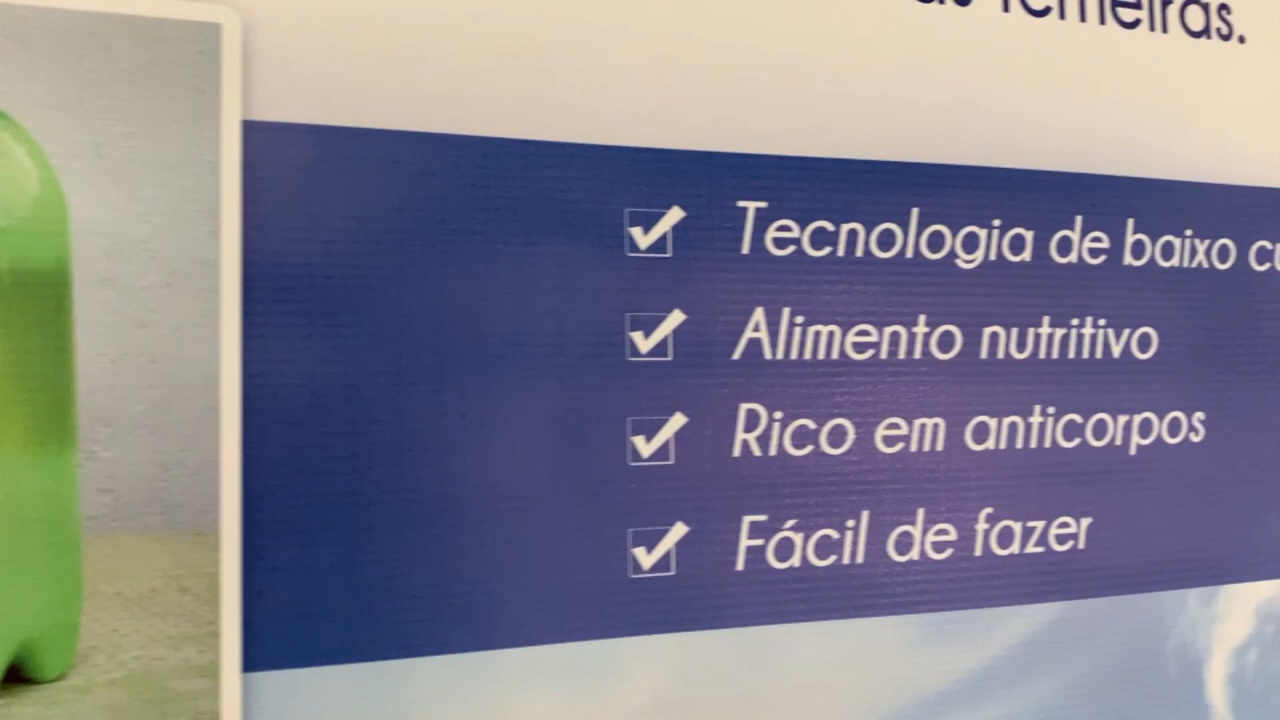 Tecnologia de baixo
Alimento nutritivo
Rico em anticorpos
Fácil de fazer